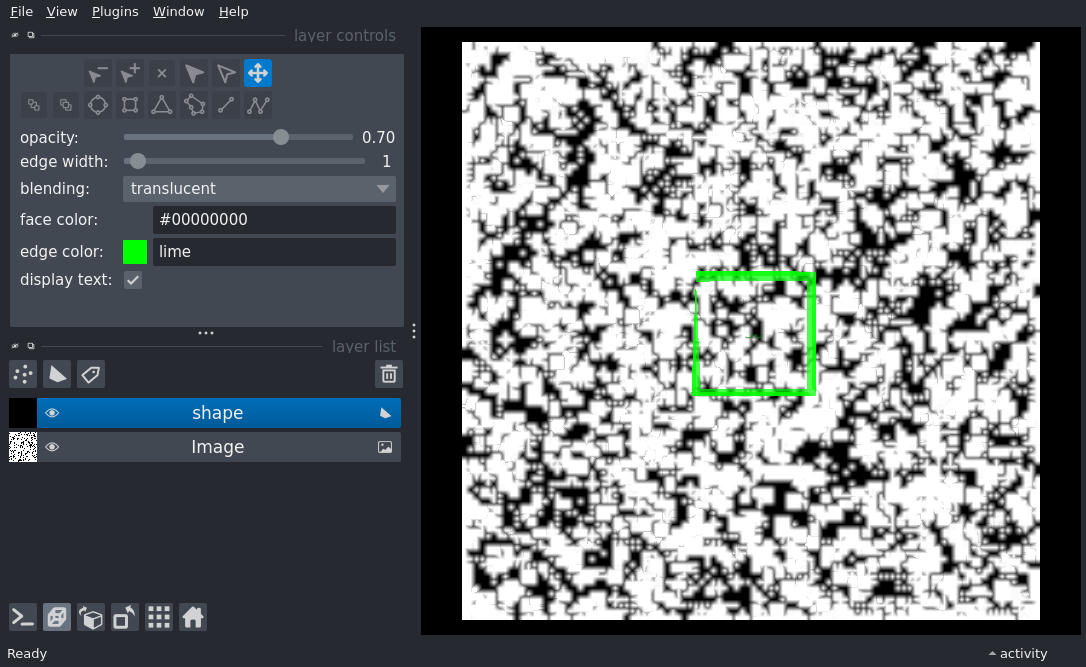 File View Plugins Window Help
layer controls
opacity: 0.70
edge width: 1
blending: translucent
face color: #00000000
edge color: lime
display text:
layer list
shape
Image
Ready
activity